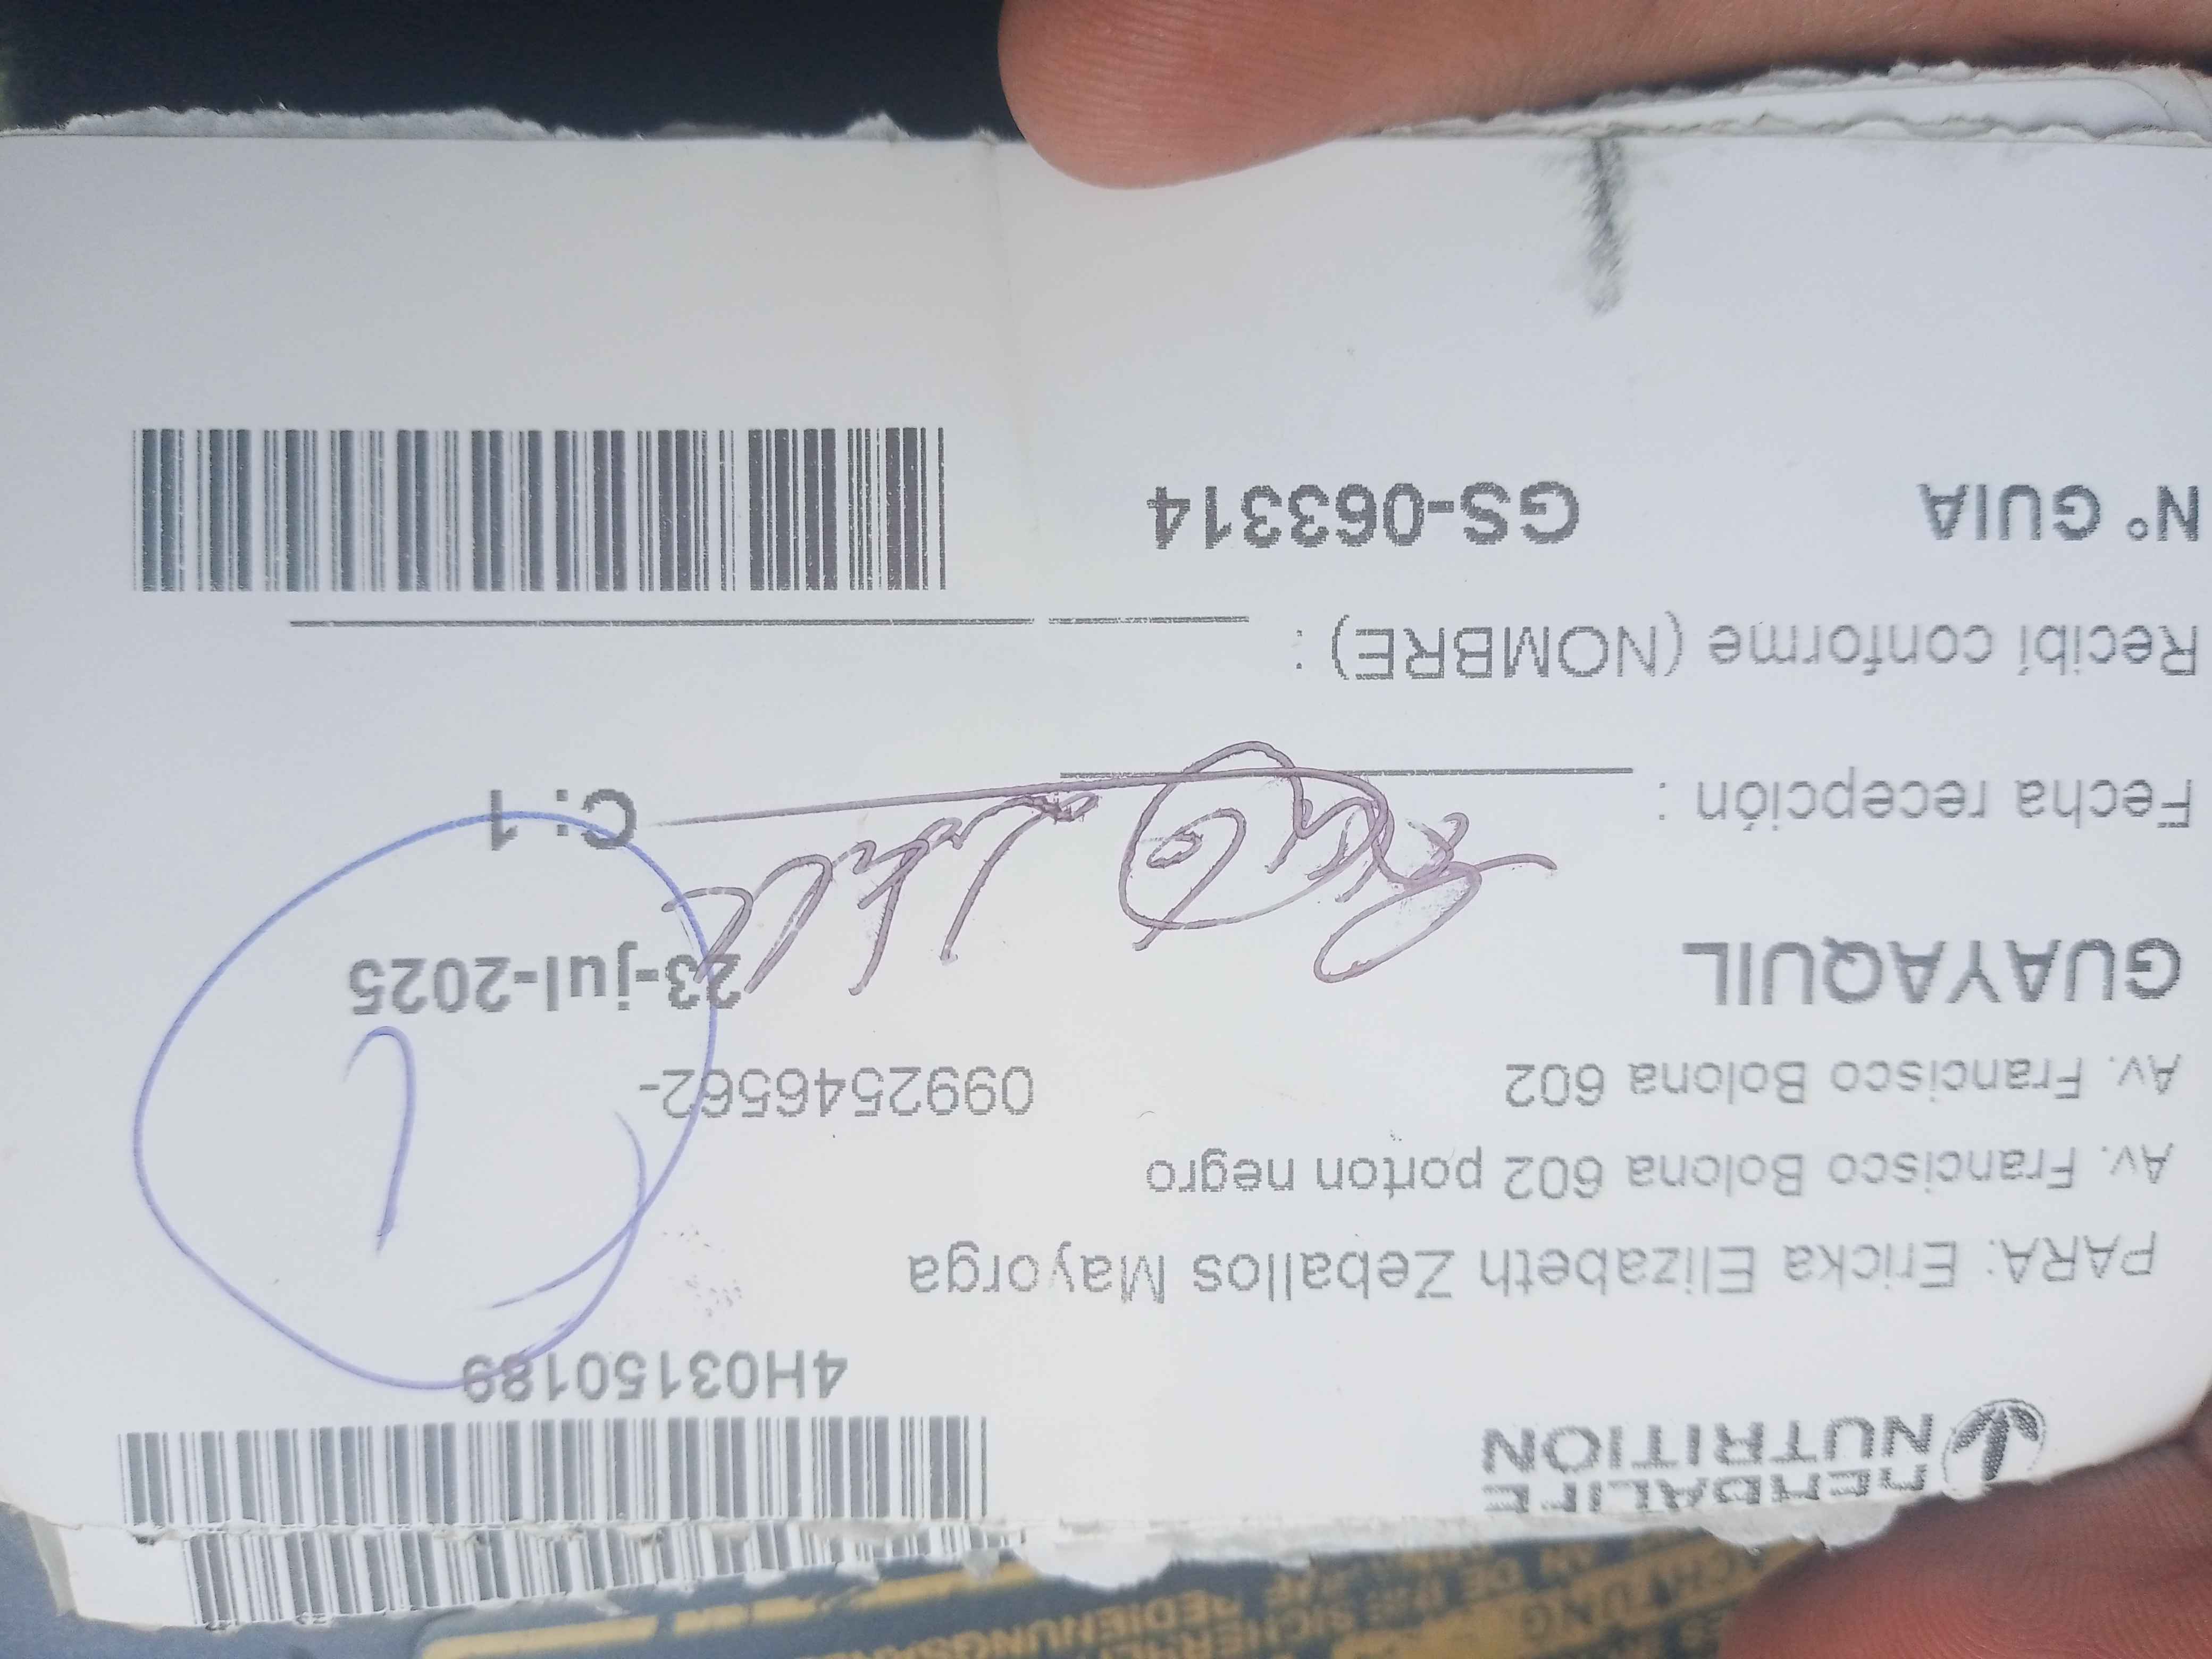 HERBALIFE
NUTRITION
4H03150189
PARA: Ericka Elizabeth Zeballos Mayorga
Av. Francisco Bolona 602 porton negro
Av. Francisco Bolona 602 0992546562-
GUAYAQUIL 23-jul-2025
1
Fecha recepción : C: 1
Recibí conforme (NOMBRE) :
N° GUIA GS-063314